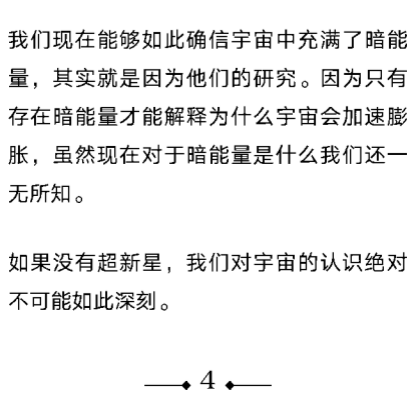 我们现在能够如此确信宇宙中充满了暗能
量，其实就是因为他们的研究。因为只有
存在暗能量才能解释为什么宇宙会加速膨
胀，虽然现在对于暗能量是什么我们还一
无所知。
如果没有超新星，我们对宇宙的认识绝对
不可能如此深刻。
4